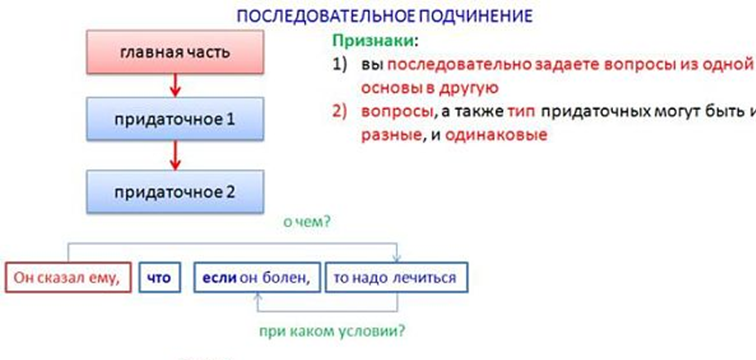 ПОСЛЕДОВАТЕЛЬНОЕ ПОДЧИНЕНИЕ
главная часть
придаточное 1
придаточное 2
Признаки:
1) вы последовательно задаете вопросы из одной
основы в другую
2) вопросы, а также тип придаточных могут быть и
разные, и одинаковые
о чем?
Он сказал ему, что если он болен, то надо лечиться
при каком условии?